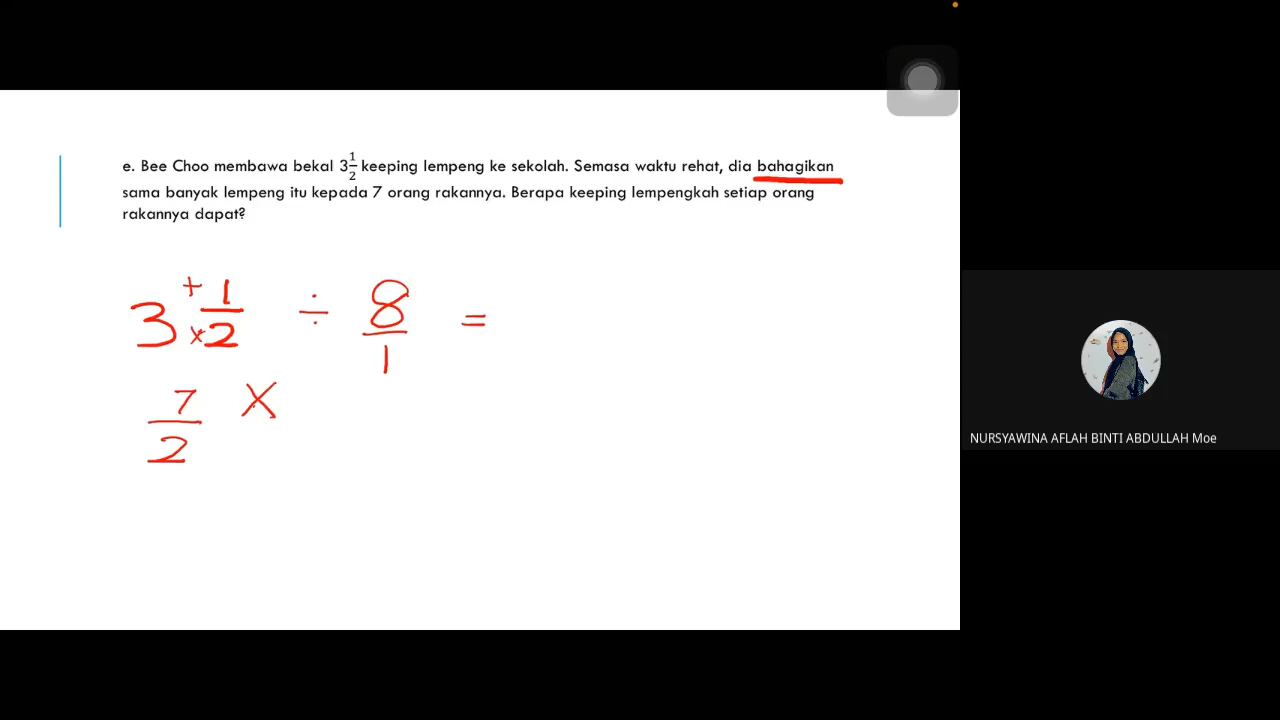 e. Bee Choo membawa bekal 3 1/2 keeping lempeng ke sekolah. Semasa waktu rehat, dia bahagikan
sama banyak lempeng itu kepada 7 orang rakannya. Berapa keeping lempengkah setiap orang
rakannya dapat?
3 + 1/× 2 ÷ 8/1 =
7/2 ×
NURSYAWINA AFLAH BINTI ABDULLAH Moe